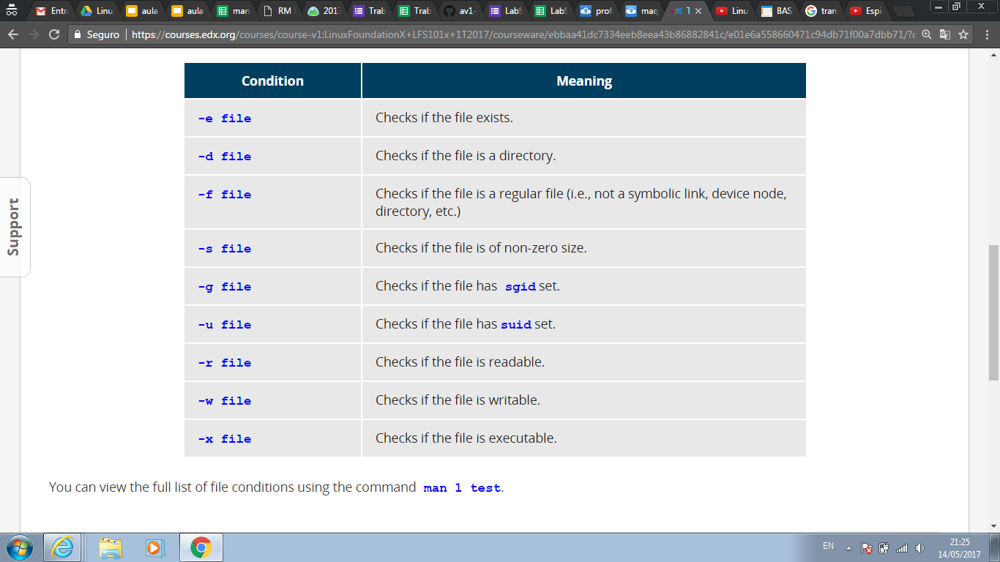 Entr
Linu
aula
aula
man
RM
2017
Trab
Trab
av1-
LabS
LabS
prof
maq
1
Linu
BAS
tran
Espi
Seguro
https://courses.edx.org/courses/course-v1:LinuxFoundationX+LFS101x+1T2017/courseware/ebbaa41dc7334eeb8eea43b86882841c/e01e6a558660471c94db71f00a7dbb71/?c
Condition Meaning
-e file Checks if the file exists.
-d file Checks if the file is a directory.
-f file Checks if the file is a regular file (i.e., not a symbolic link, device node,
directory, etc.)
-s file Checks if the file is of non-zero size.
-g file Checks if the file has sgid set.
-u file Checks if the file has suid set.
-r file Checks if the file is readable.
-w file Checks if the file is writable.
-x file Checks if the file is executable.
Support
You can view the full list of file conditions using the command man 1 test.
EN
21:25
14/05/2017